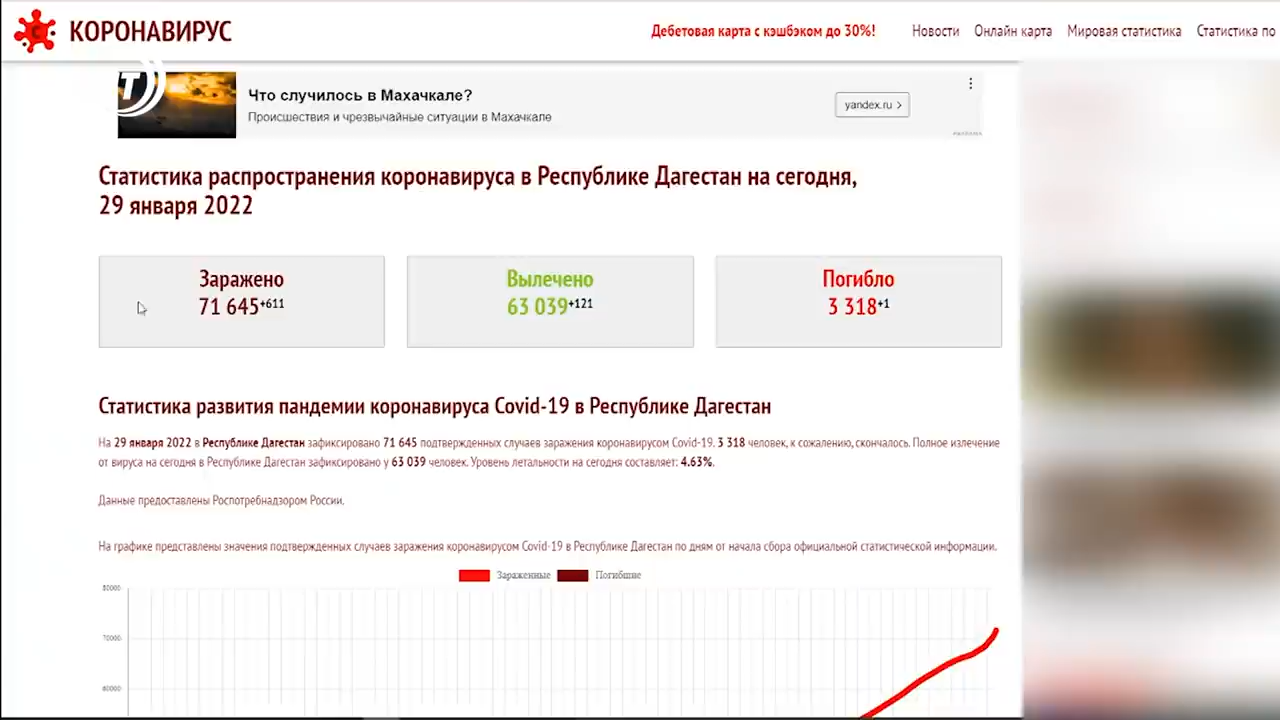 КОРОНАВИРУС
Дебетовая карта с кэшбэком до 30%!
Новости
Онлайн карта
Мировая статистика
Статистика по
Т
Что случилось в Махачкале?
Происшествия и чрезвычайные ситуации в Махачкале
yandex.ru >
Статистика распространения коронавируса в Республике Дагестан на сегодня,
29 января 2022
Заражено
71 645+611
Вылечено
63 039+121
Погибло
3 318+1
Статистика развития пандемии коронавируса Covid-19 в Республике Дагестан
На 29 января 2022 в Республике Дагестан зафиксировано 71 645 подтвержденных случаев заражения коронавирусом Covid-19. 3 318 человек, к сожалению, скончалось. Полное излечение
от вируса на сегодня в Республике Дагестан зафиксировано у 63 039 человек. Уровень летальности на сегодня составляет: 4.63%.
Данные предоставлены Роспотребнадзором России.
На графике представлены значения подтвержденных случаев заражения коронавирусом Covid-19 в Республике Дагестан по дням от начала сбора официальной статистической информации.
Зараженные
Погибшие
80000
70000
60000